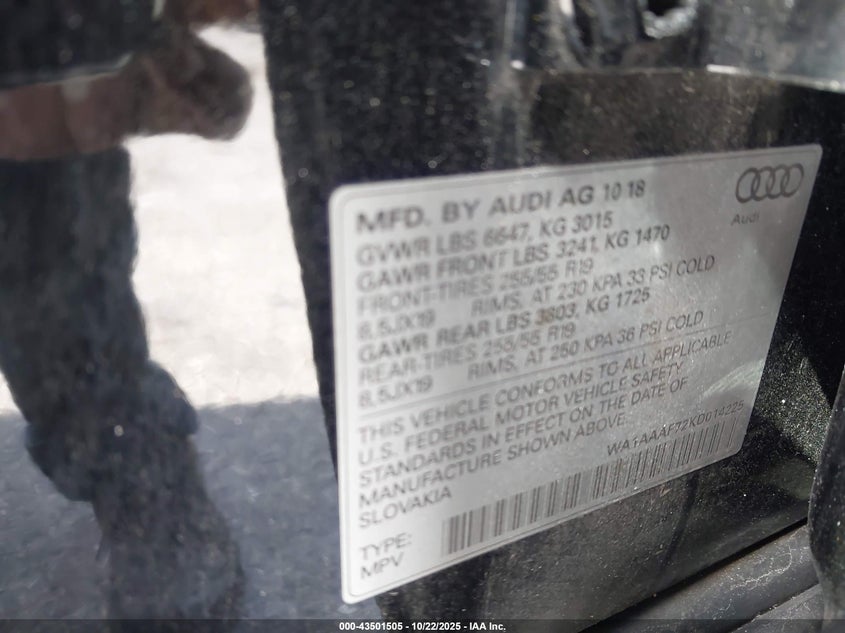 MFD. BY AUDI AG 10 18
Audi
GVWR LBS 6647, KG 3015
GAWR FRONT LBS 3241, KG 1470
FRONT-TIRES 255/55 R19
8,5JX19 RIMS, AT 230 KPA 33 PSI COLD
GAWR REAR LBS 3803, KG 1725
REAR-TIRES 255/55 R19
8,5JX19 RIMS, AT 250 KPA 36 PSI COLD
THIS VEHICLE CONFORMS TO ALL APPLICABLE
U.S. FEDERAL MOTOR VEHICLE SAFETY
STANDARDS IN EFFECT ON THE DATE OF
MANUFACTURE SHOWN ABOVE.
SLOVAKIA
WA1AAAF72KD014225
TYPE:
MPV
000-43501505 - 10/22/2025 - IAA Inc.